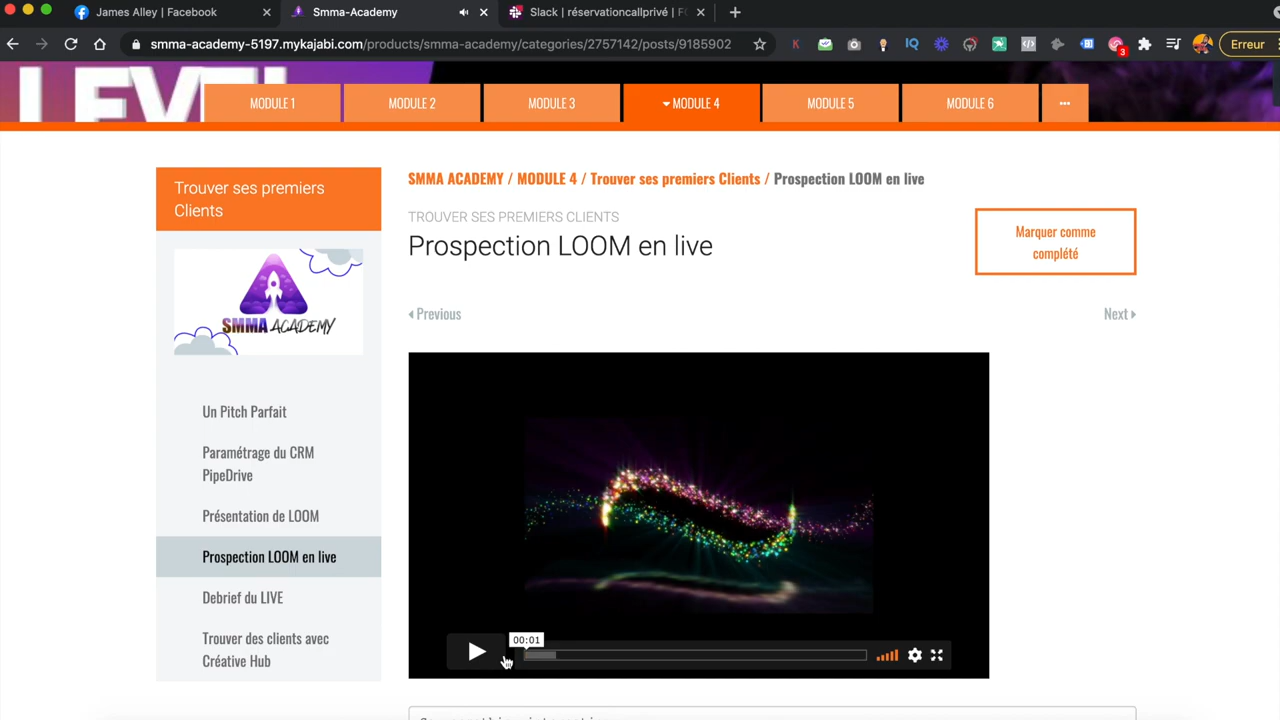 James Alley | Facebook
Smma-Academy
Slack | réservationcallprivé |
smma-academy-5197.mykajabi.com/products/smma-academy/categories/2757142/posts/9185902
K
IQ
3
Erreur
LEVEL
MODULE 1
MODULE 2
MODULE 3
MODULE 4
MODULE 5
MODULE 6
•••
Trouver ses premiers
Clients
SMMA ACADEMY
Un Pitch Parfait
Paramétrage du CRM
PipeDrive
Présentation de LOOM
Prospection LOOM en live
Debrief du LIVE
Trouver des clients avec
Créative Hub
SMMA ACADEMY / MODULE 4 / Trouver ses premiers Clients / Prospection LOOM en live
TROUVER SES PREMIERS CLIENTS
Prospection LOOM en live
Marquer comme
complété
Previous
Next
00:01